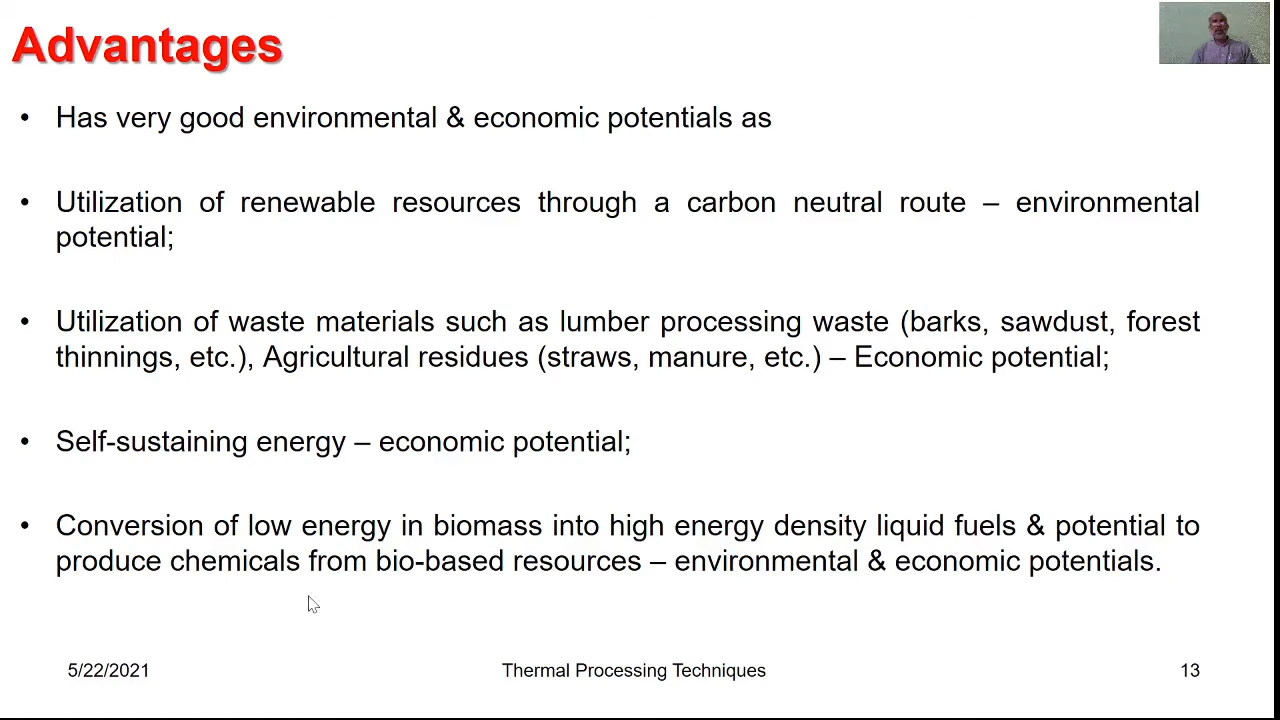 Advantages
• Has very good environmental & economic potentials as
• Utilization of renewable resources through a carbon neutral route – environmental
potential;
• Utilization of waste materials such as lumber processing waste (barks, sawdust, forest
thinnings, etc.), Agricultural residues (straws, manure, etc.) – Economic potential;
• Self-sustaining energy – economic potential;
• Conversion of low energy in biomass into high energy density liquid fuels & potential to
produce chemicals from bio-based resources – environmental & economic potentials.
5/22/2021
Thermal Processing Techniques
13